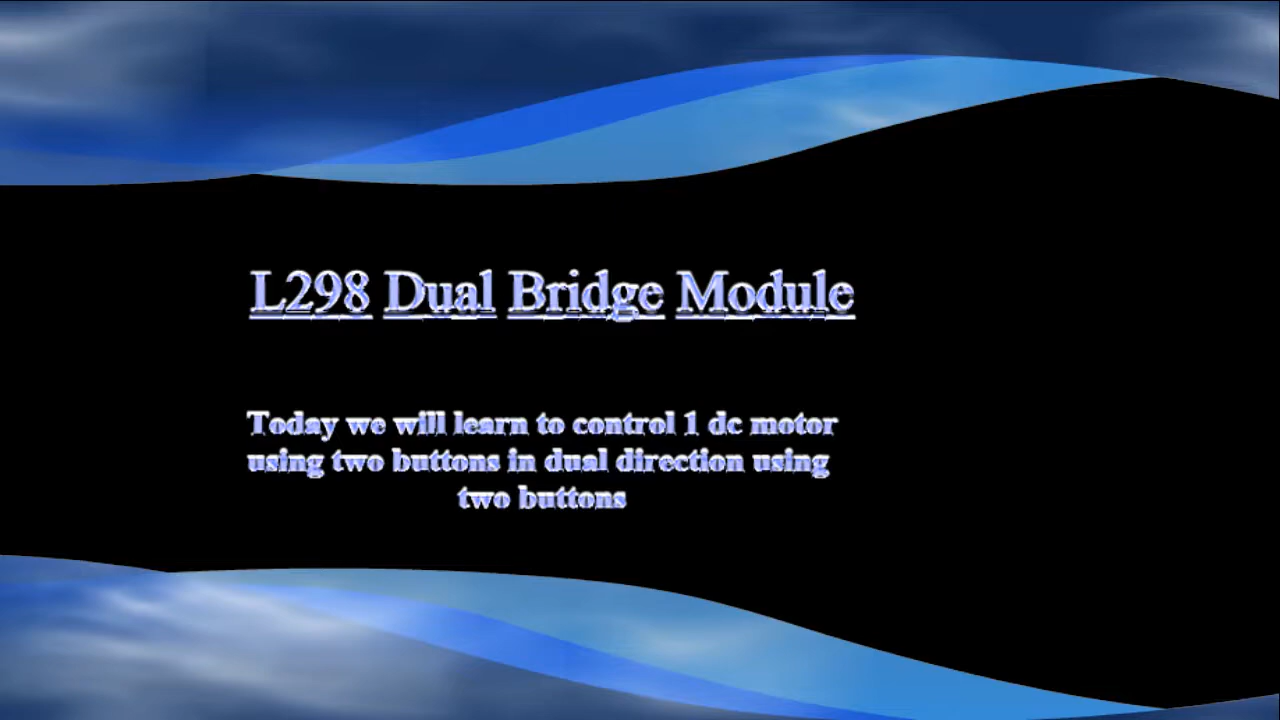 L298 Dual Bridge Module
Today we will learn to control 1 dc motor
using two buttons in dual direction using
two buttons